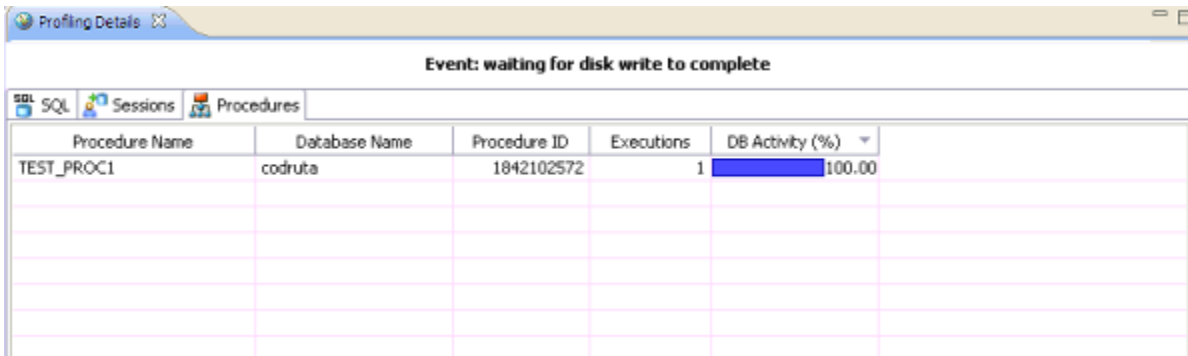 Profiling Details
Event: waiting for disk write to complete
SQL SQL Sessions Procedures
Procedure Name Database Name Procedure ID Executions DB Activity (%)
TEST_PROC1 codruta 1842102572 1 100.00